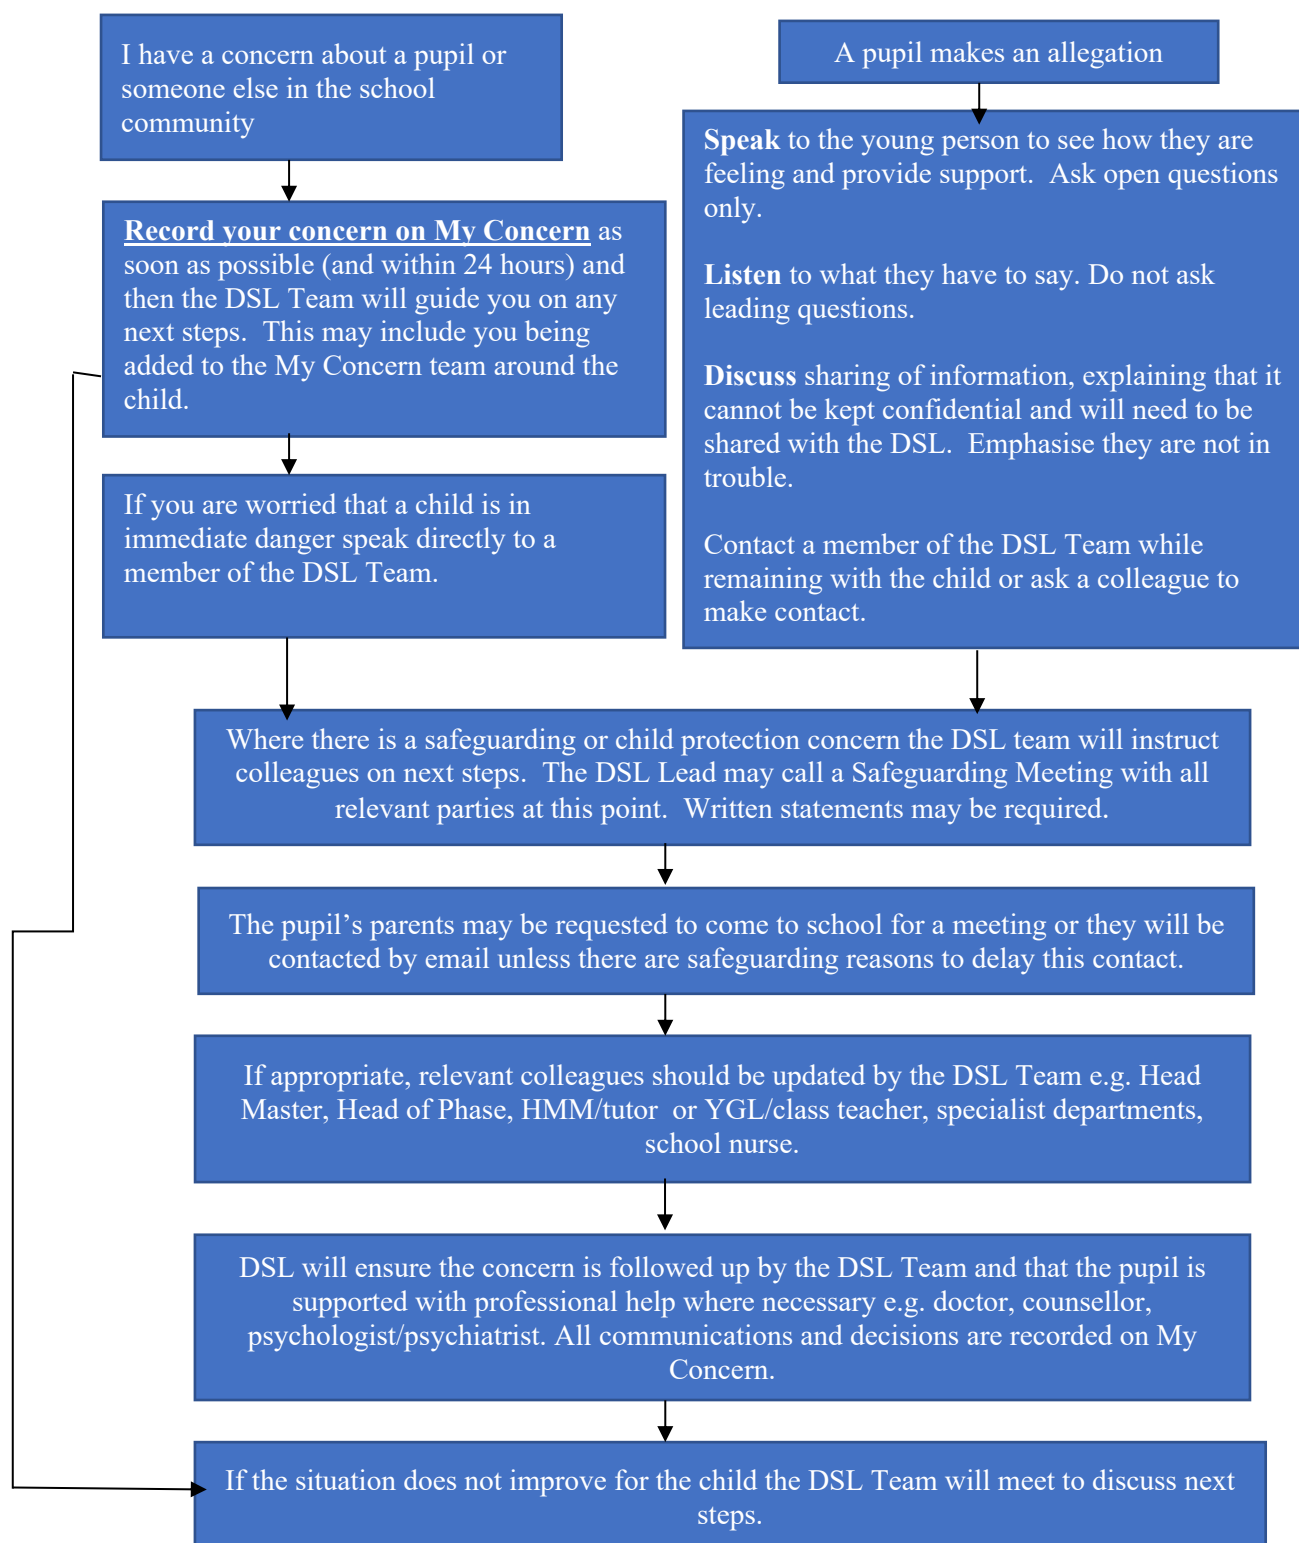 I have a concern about a pupil or
someone else in the school
community
Record your concern on My Concern as
soon as possible (and within 24 hours) and
then the DSL Team will guide you on any
next steps.  This may include you being
added to the My Concern team around the
child.
If you are worried that a child is in
immediate danger speak directly to a
member of the DSL Team.
A pupil makes an allegation
Speak to the young person to see how they are
feeling and provide support.  Ask open questions
only.
Listen to what they have to say. Do not ask
leading questions.
Discuss sharing of information, explaining that it
cannot be kept confidential and will need to be
shared with the DSL.  Emphasise they are not in
trouble.
Contact a member of the DSL Team while
remaining with the child or ask a colleague to
make contact.
Where there is a safeguarding or child protection concern the DSL team will instruct
colleagues on next steps.  The DSL Lead may call a Safeguarding Meeting with all
relevant parties at this point.  Written statements may be required.
The pupil’s parents may be requested to come to school for a meeting or they will be
contacted by email unless there are safeguarding reasons to delay this contact.
If appropriate, relevant colleagues should be updated by the DSL Team e.g. Head
Master, Head of Phase, HMM/tutor  or YGL/class teacher, specialist departments,
school nurse.
DSL will ensure the concern is followed up by the DSL Team and that the pupil is
supported with professional help where necessary e.g. doctor, counsellor,
psychologist/psychiatrist. All communications and decisions are recorded on My
Concern.
If the situation does not improve for the child the DSL Team will meet to discuss next
steps.